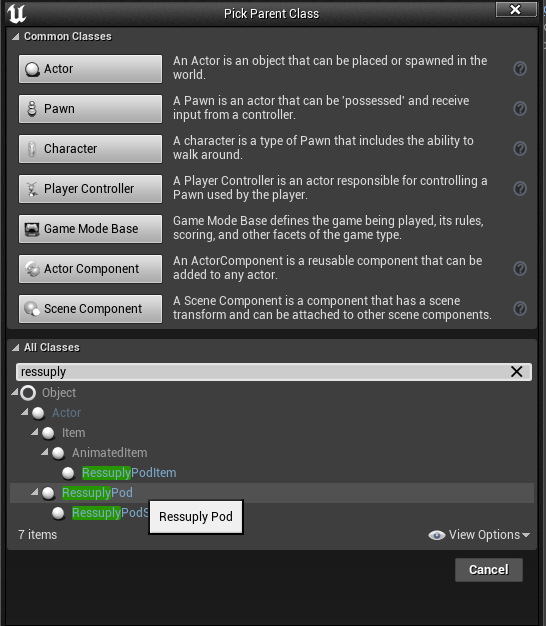 Pick Parent Class
Common Classes
Actor
An Actor is an object that can be placed or spawned in the
world.
Pawn
A Pawn is an actor that can be 'possessed' and receive
input from a controller.
Character
A character is a type of Pawn that includes the ability to
walk around.
Player Controller
A Player Controller is an actor responsible for controlling a
Pawn used by the player.
Game Mode Base
Game Mode Base defines the game being played, its rules,
scoring, and other facets of the game type.
Actor Component
An ActorComponent is a reusable component that can be
added to any actor.
Scene Component
A Scene Component is a component that has a scene
transform and can be attached to other scene components.
All Classes
ressuply
Object
Actor
Item
AnimatedItem
RessuplyPodItem
RessuplyPod
RessuplyPodS
Ressuply Pod
7 items
View Options
Cancel